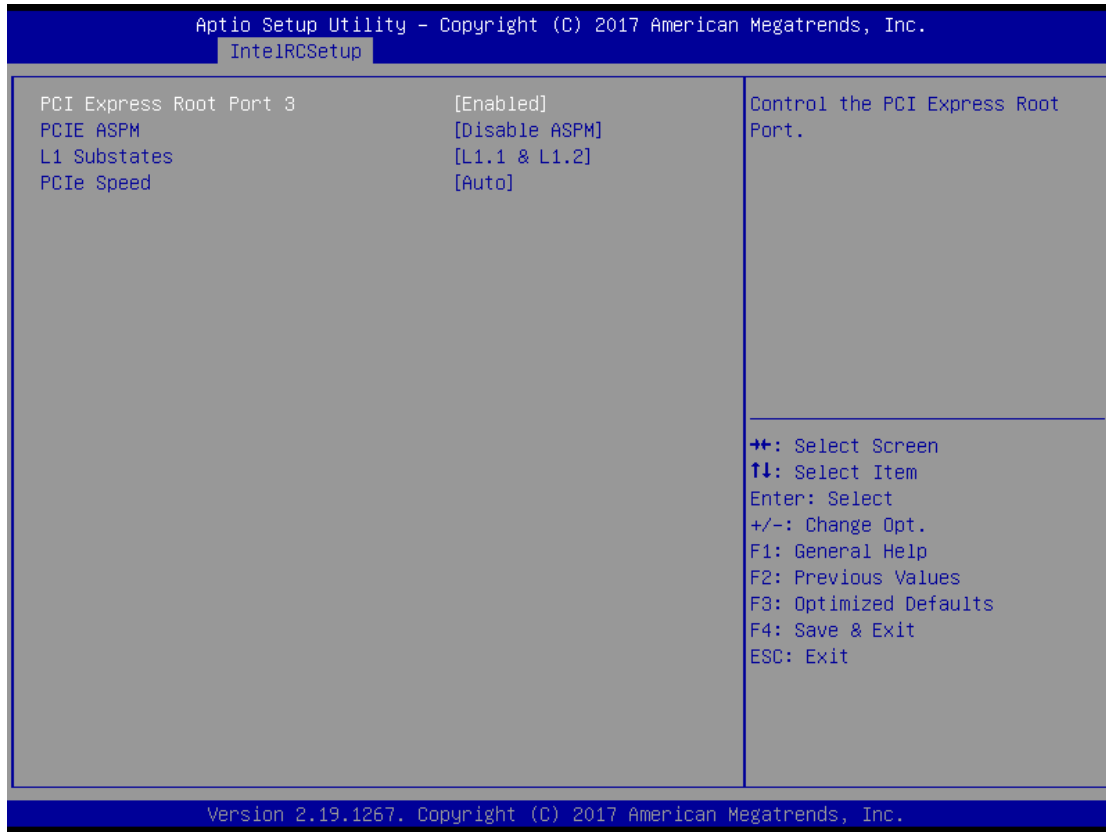 Aptio Setup Utility – Copyright (C) 2017 American Megatrends, Inc.
IntelRCSetup
PCI Express Root Port 3 [Enabled]
PCIE ASPM [Disable ASPM]
L1 Substates [L1.1 & L1.2]
PCIe Speed [Auto]
Control the PCI Express Root
Port.
→←: Select Screen
↑↓: Select Item
Enter: Select
+/-: Change Opt.
F1: General Help
F2: Previous Values
F3: Optimized Defaults
F4: Save & Exit
ESC: Exit
Version 2.19.1267. Copyright (C) 2017 American Megatrends, Inc.